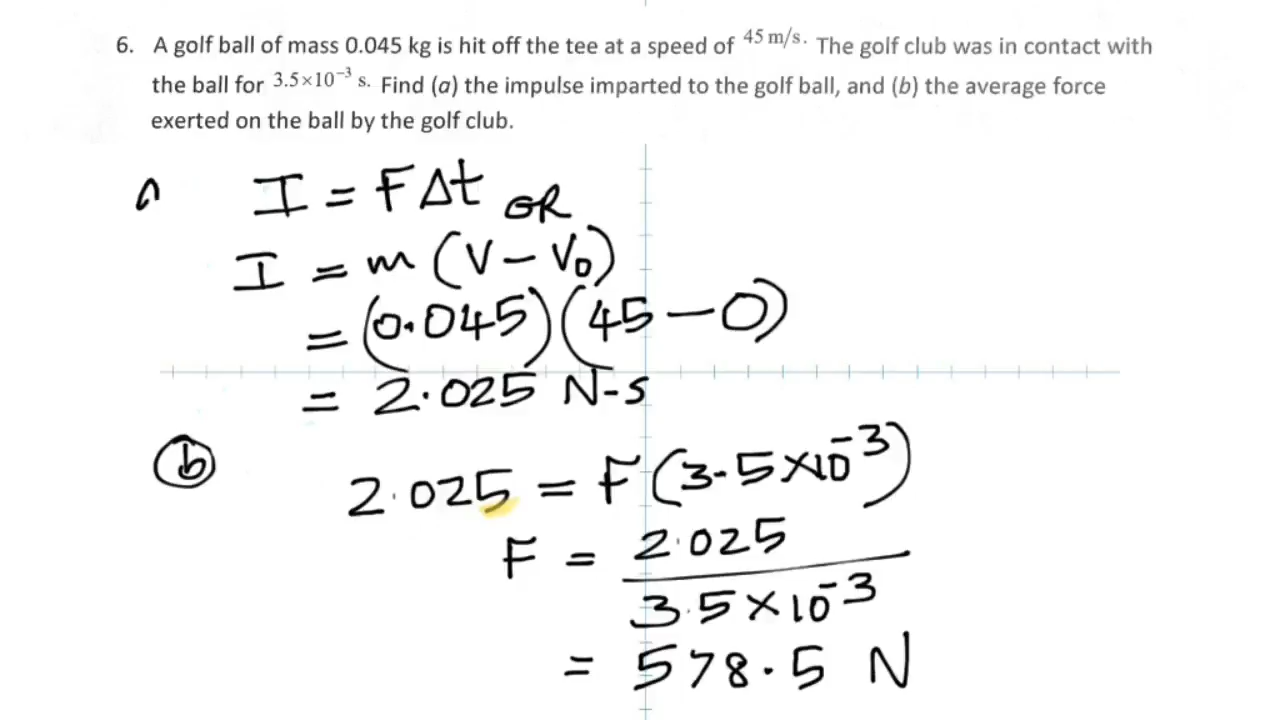 6. A golf ball of mass 0.045 kg is hit off the tee at a speed of 45 m/s. The golf club was in contact with
the ball for 3.5×10⁻³ s. Find (a) the impulse imparted to the golf ball, and (b) the average force
exerted on the ball by the golf club.
a I = FΔt OR
I = m (V – V₀)
= (0.045)(45 – 0)
= 2.025 N-s
(b) 2.025 = F(3.5×10⁻³)
F = 2.025
3.5×10⁻³
= 578.5 N